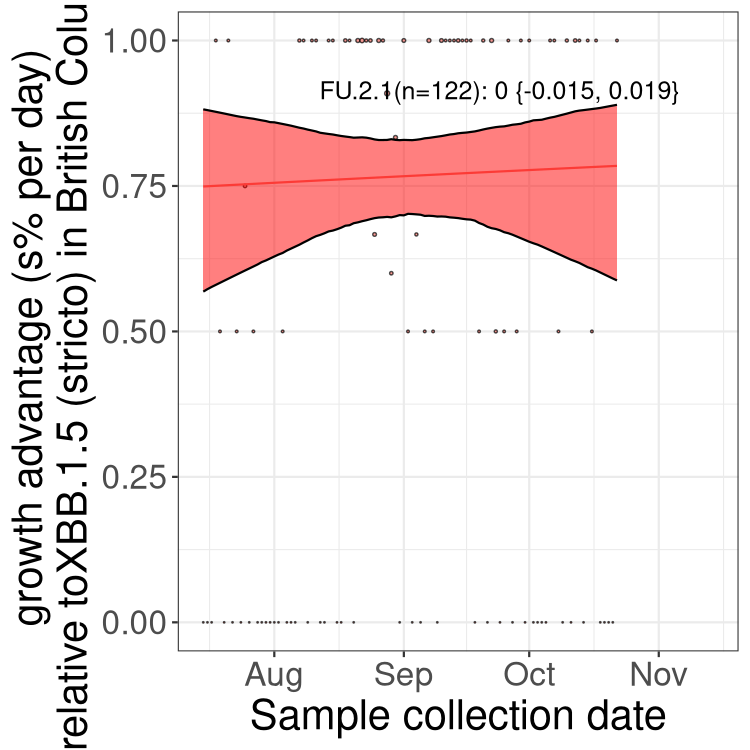 growth advantage (s% per day)
relative toXBB.1.5 (stricto) in British Colu
1.00
0.75
0.50
0.25
0.00
FU.2.1(n=122): 0 {-0.015, 0.019}
Aug Sep Oct Nov
Sample collection date